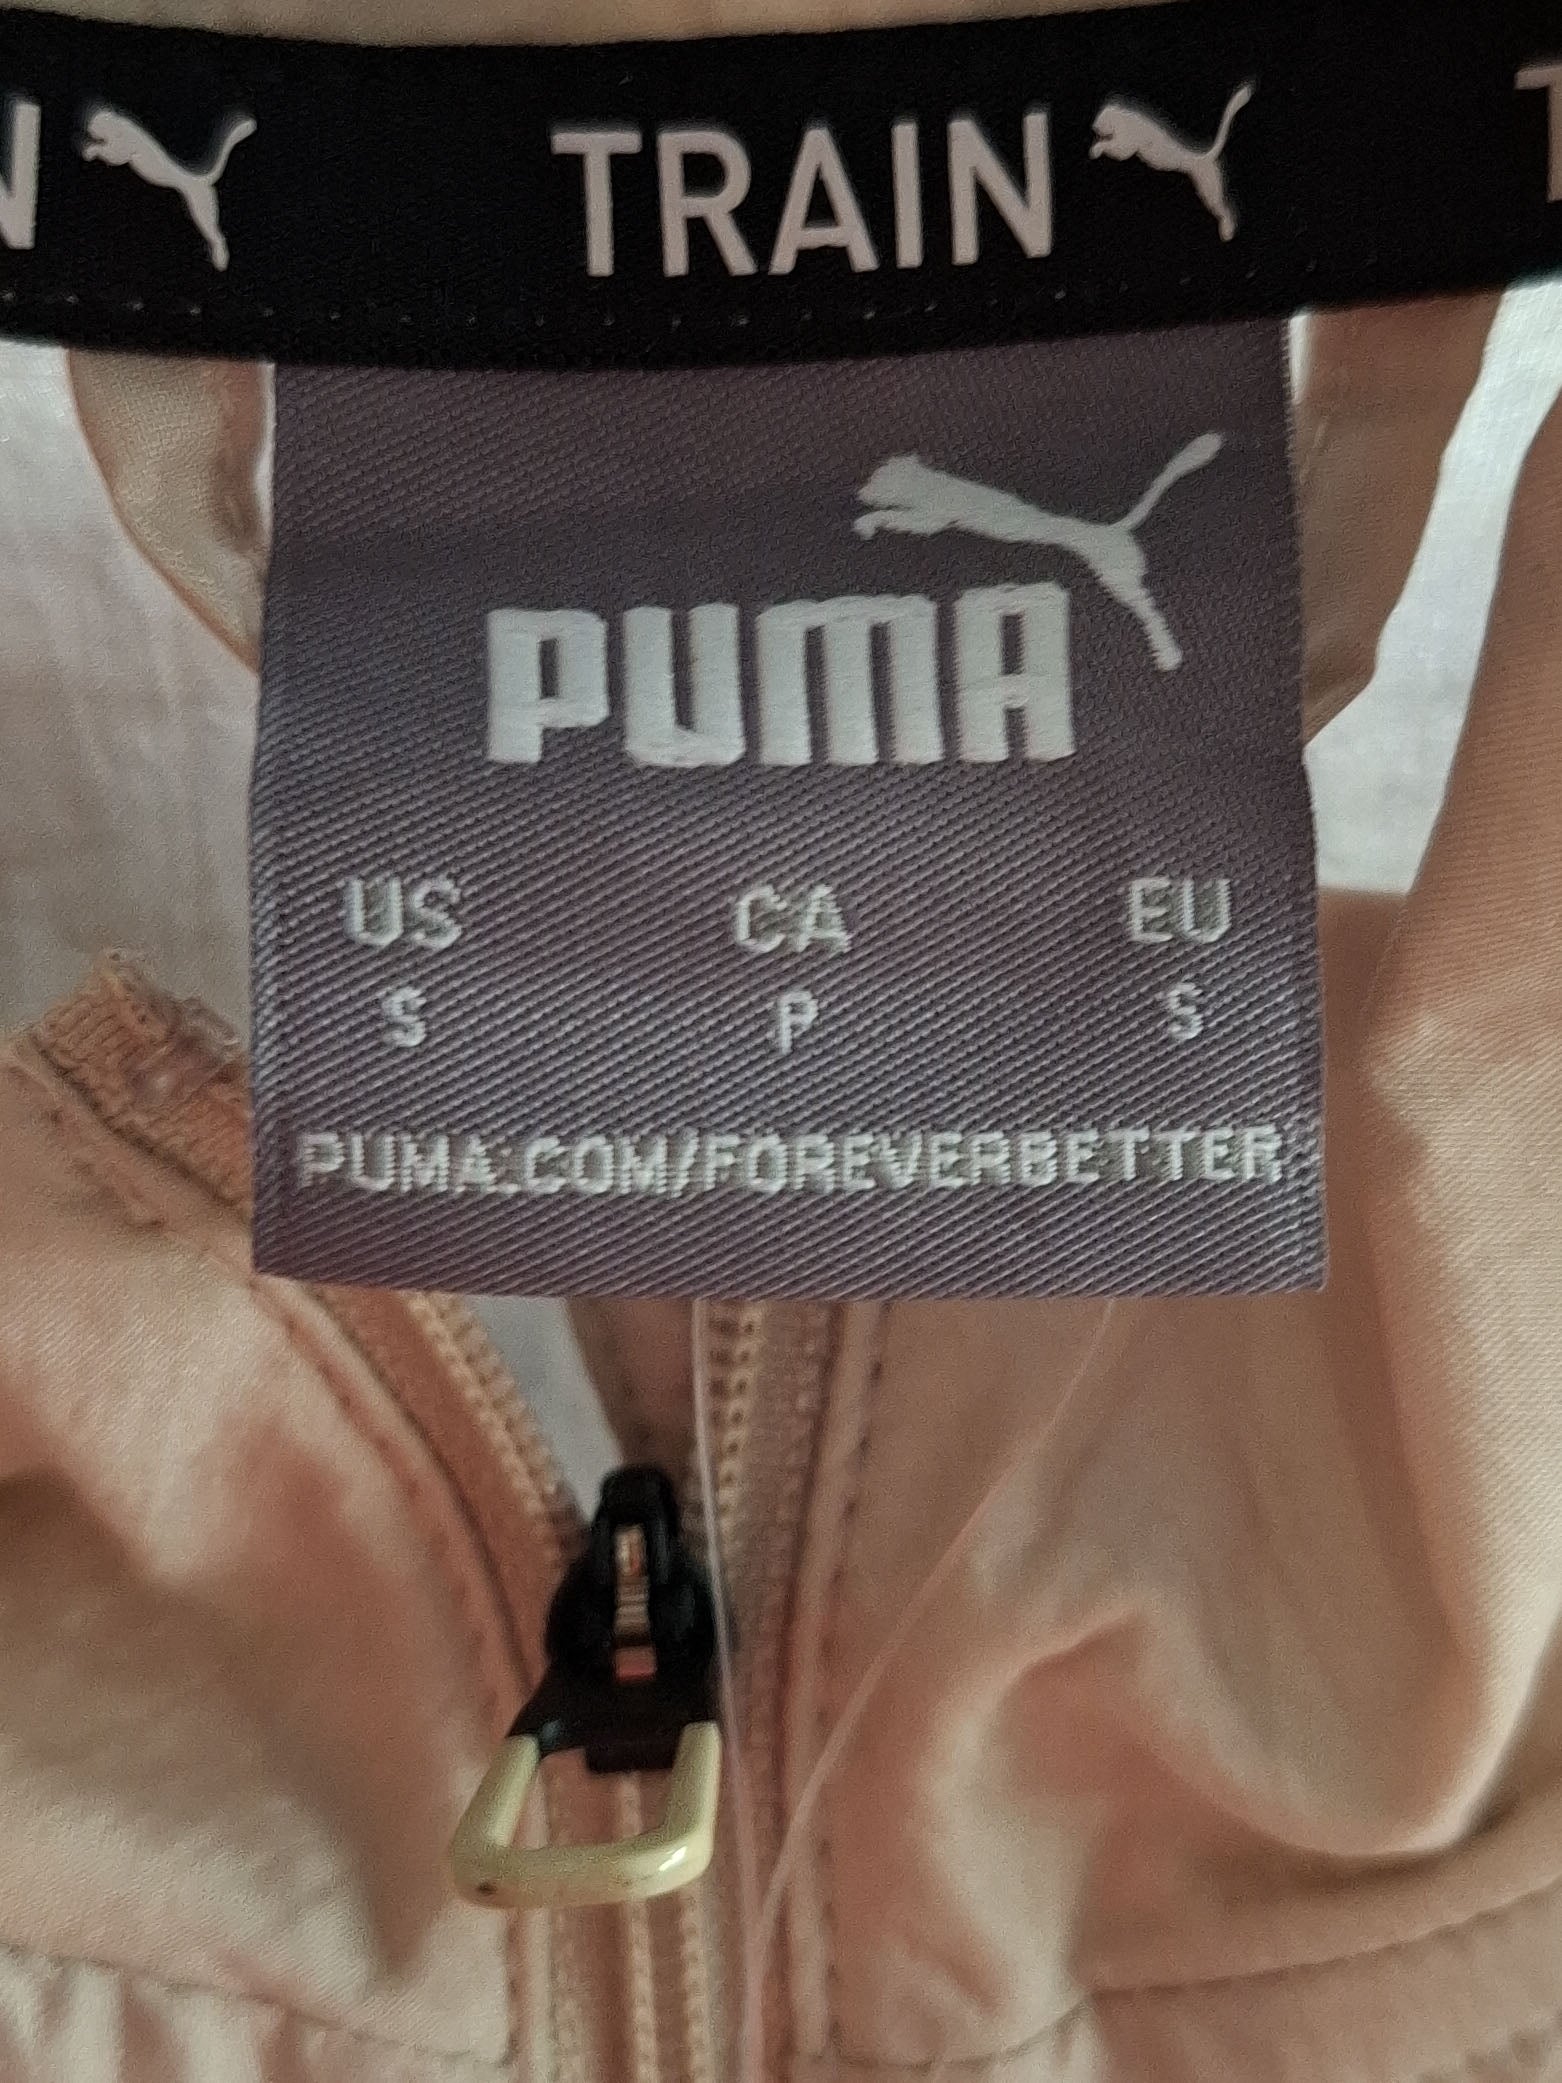 N TRAIN T
PUMA
US CA EU
S P S
PUMA.COM/FOREVERBETTER